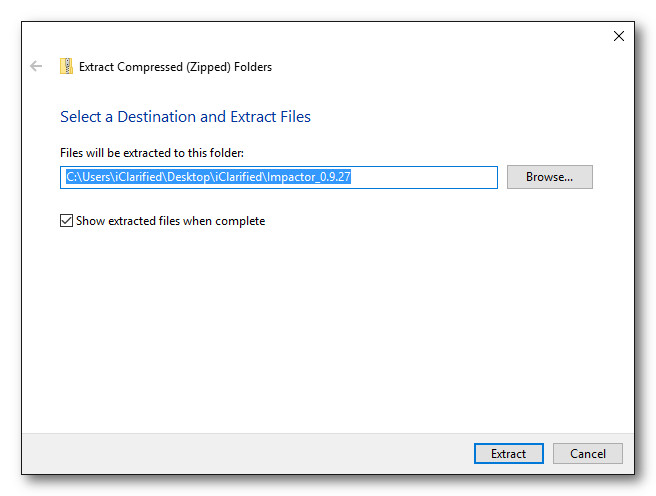 Extract Compressed (Zipped) Folders
Select a Destination and Extract Files
Files will be extracted to this folder:
C:\Users\iClarified\Desktop\iClarified\Impactor_0.9.27
Browse...
Show extracted files when complete
Extract
Cancel